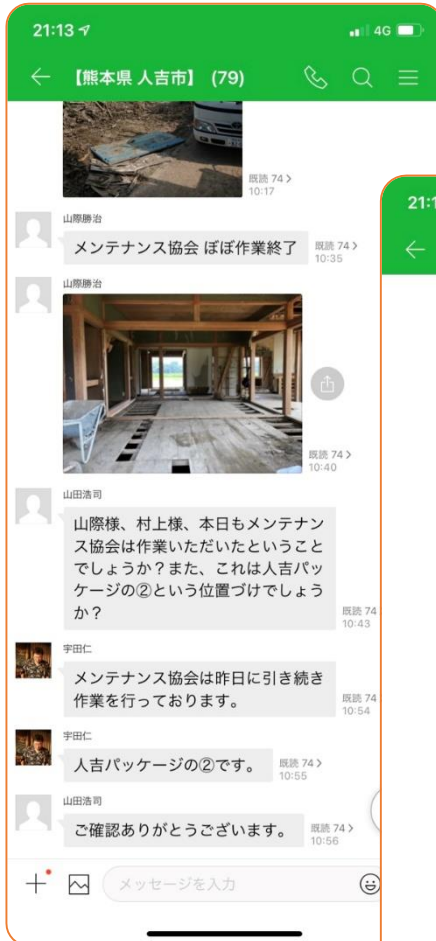 21:13
4G
【熊本県 人吉市】 (79)
既読 74 >
10:17
山際勝治
メンテナンス協会 ぼぼ作業終了
既読 74 >
10:35
山際勝治
既読 74 >
10:40
山田浩司
山際様、村上様、本日もメンテナン
ス協会は作業いただいたということ
でしょうか？また、これは人吉パッ
ケージの②という位置づけでしょう
か？
既読 74
10:43
宇田仁
メンテナンス協会は昨日に引き続き
作業を行っております。
既読 74
10:54
宇田仁
人吉パッケージの②です。
既読 74 >
10:55
山田浩司
ご確認ありがとうございます。
既読 74 >
10:56
メッセージを入力
21:1